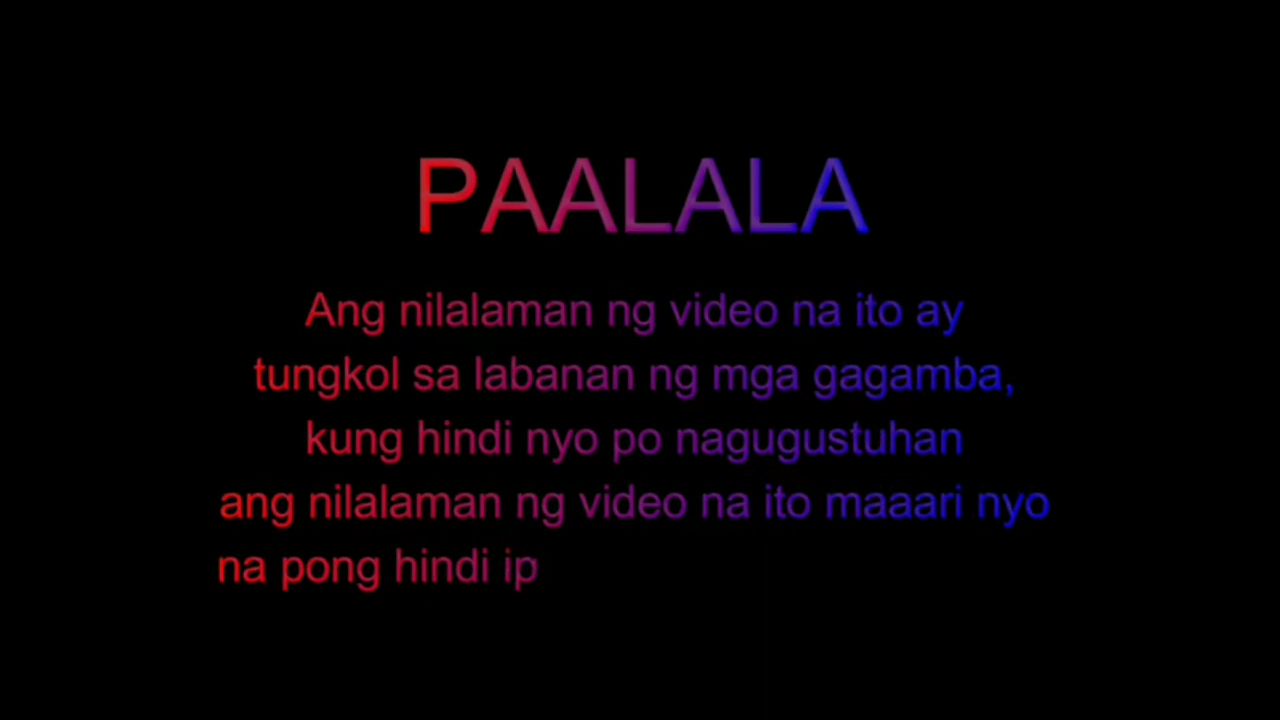 PAALALA
Ang nilalaman ng video na ito ay
tungkol sa labanan ng mga gagamba,
kung hindi nyo po nagugustuhan
ang nilalaman ng video na ito maaari nyo
na pong hindi ip